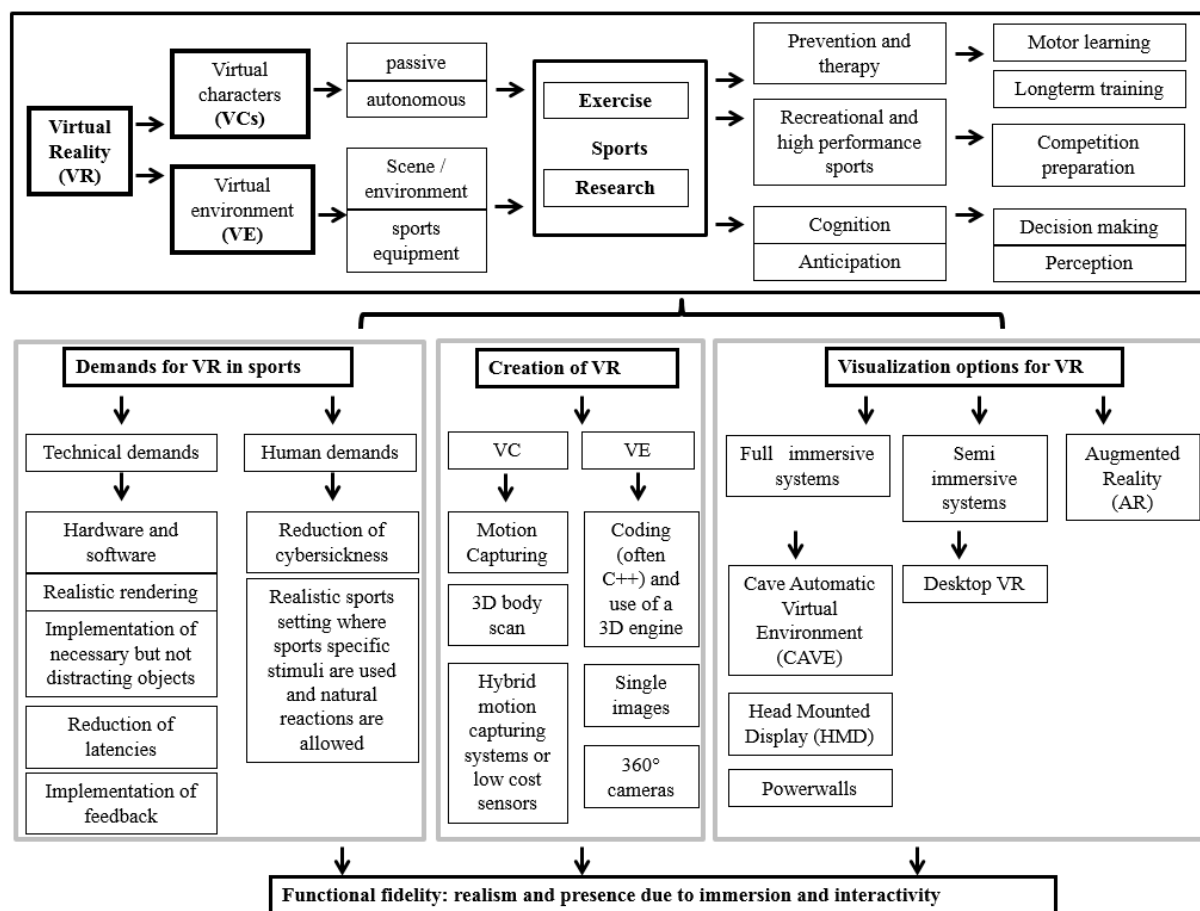 Virtual
Reality
(VR)
Virtual
characters
(VCs)
Virtual
environment
(VE)
passive
autonomous
Scene /
environment
sports
equipment
Exercise
Sports
Research
Prevention and
therapy
Recreational and
high performance
sports
Cognition
Anticipation
Motor learning
Longterm training
Competition
preparation
Decision making
Perception
Demands for VR in sports
Technical demands
Hardware and
software
Realistic rendering
Implementation of
necessary but not
distracting objects
Reduction of
latencies
Implementation of
feedback
Human demands
Reduction of
cybersickness
Realistic sports
setting where
sports specific
stimuli are used
and natural
reactions are
allowed
Creation of VR
VC
Motion
Capturing
3D body
scan
Hybrid
motion
capturing
systems or
low cost
sensors
VE
Coding
(often
C++) and
use of a
3D engine
Single
images
360°
cameras
Visualization options for VR
Full immersive
systems
Cave Automatic
Virtual
Environment
(CAVE)
Head Mounted
Display (HMD)
Powerwalls
Semi
immersive
systems
Desktop VR
Augmented
Reality
(AR)
Functional fidelity: realism and presence due to immersion and interactivity